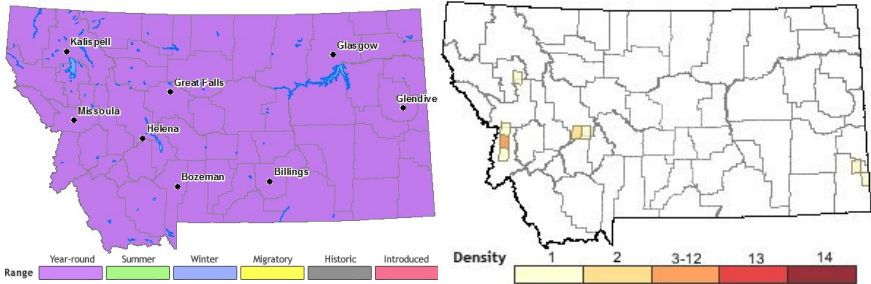 Kalispell
Glasgow
Great Falls
Glendive
Missoula
Helena
Bozeman
Billings
Year-round Summer Winter Migratory Historic Introduced
Range
Density 1 2 3-12 13 14